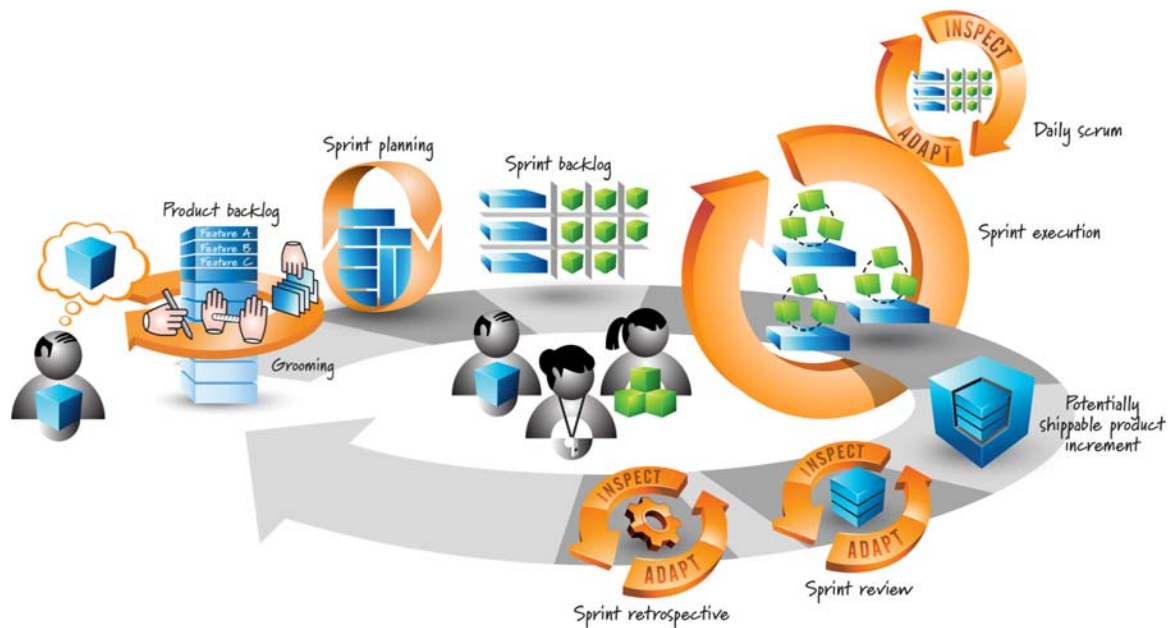 INSPECT
ADAPT
Daily scrum
Sprint planning
Sprint backlog
Product backlog
Feature A
Feature B
Feature C
Sprint execution
Grooming
Potentially
shippable product
increment
INSPECT
ADAPT
Sprint review
INSPECT
ADAPT
Sprint retrospective